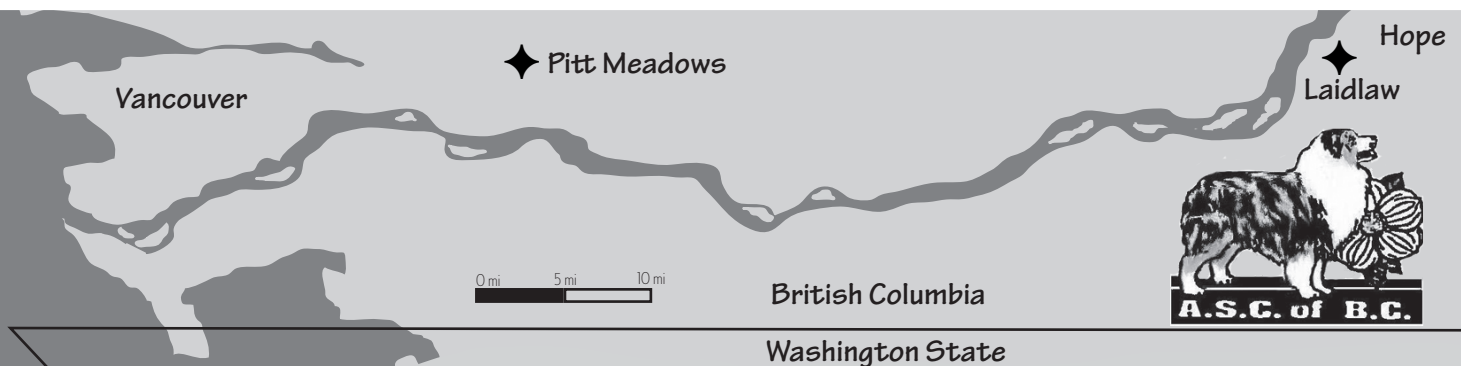 Hope
Pitt Meadows
Laidlaw
Vancouver
0 mi 5 mi 10 mi
British Columbia
A.S.C. of B.C.
Washington State